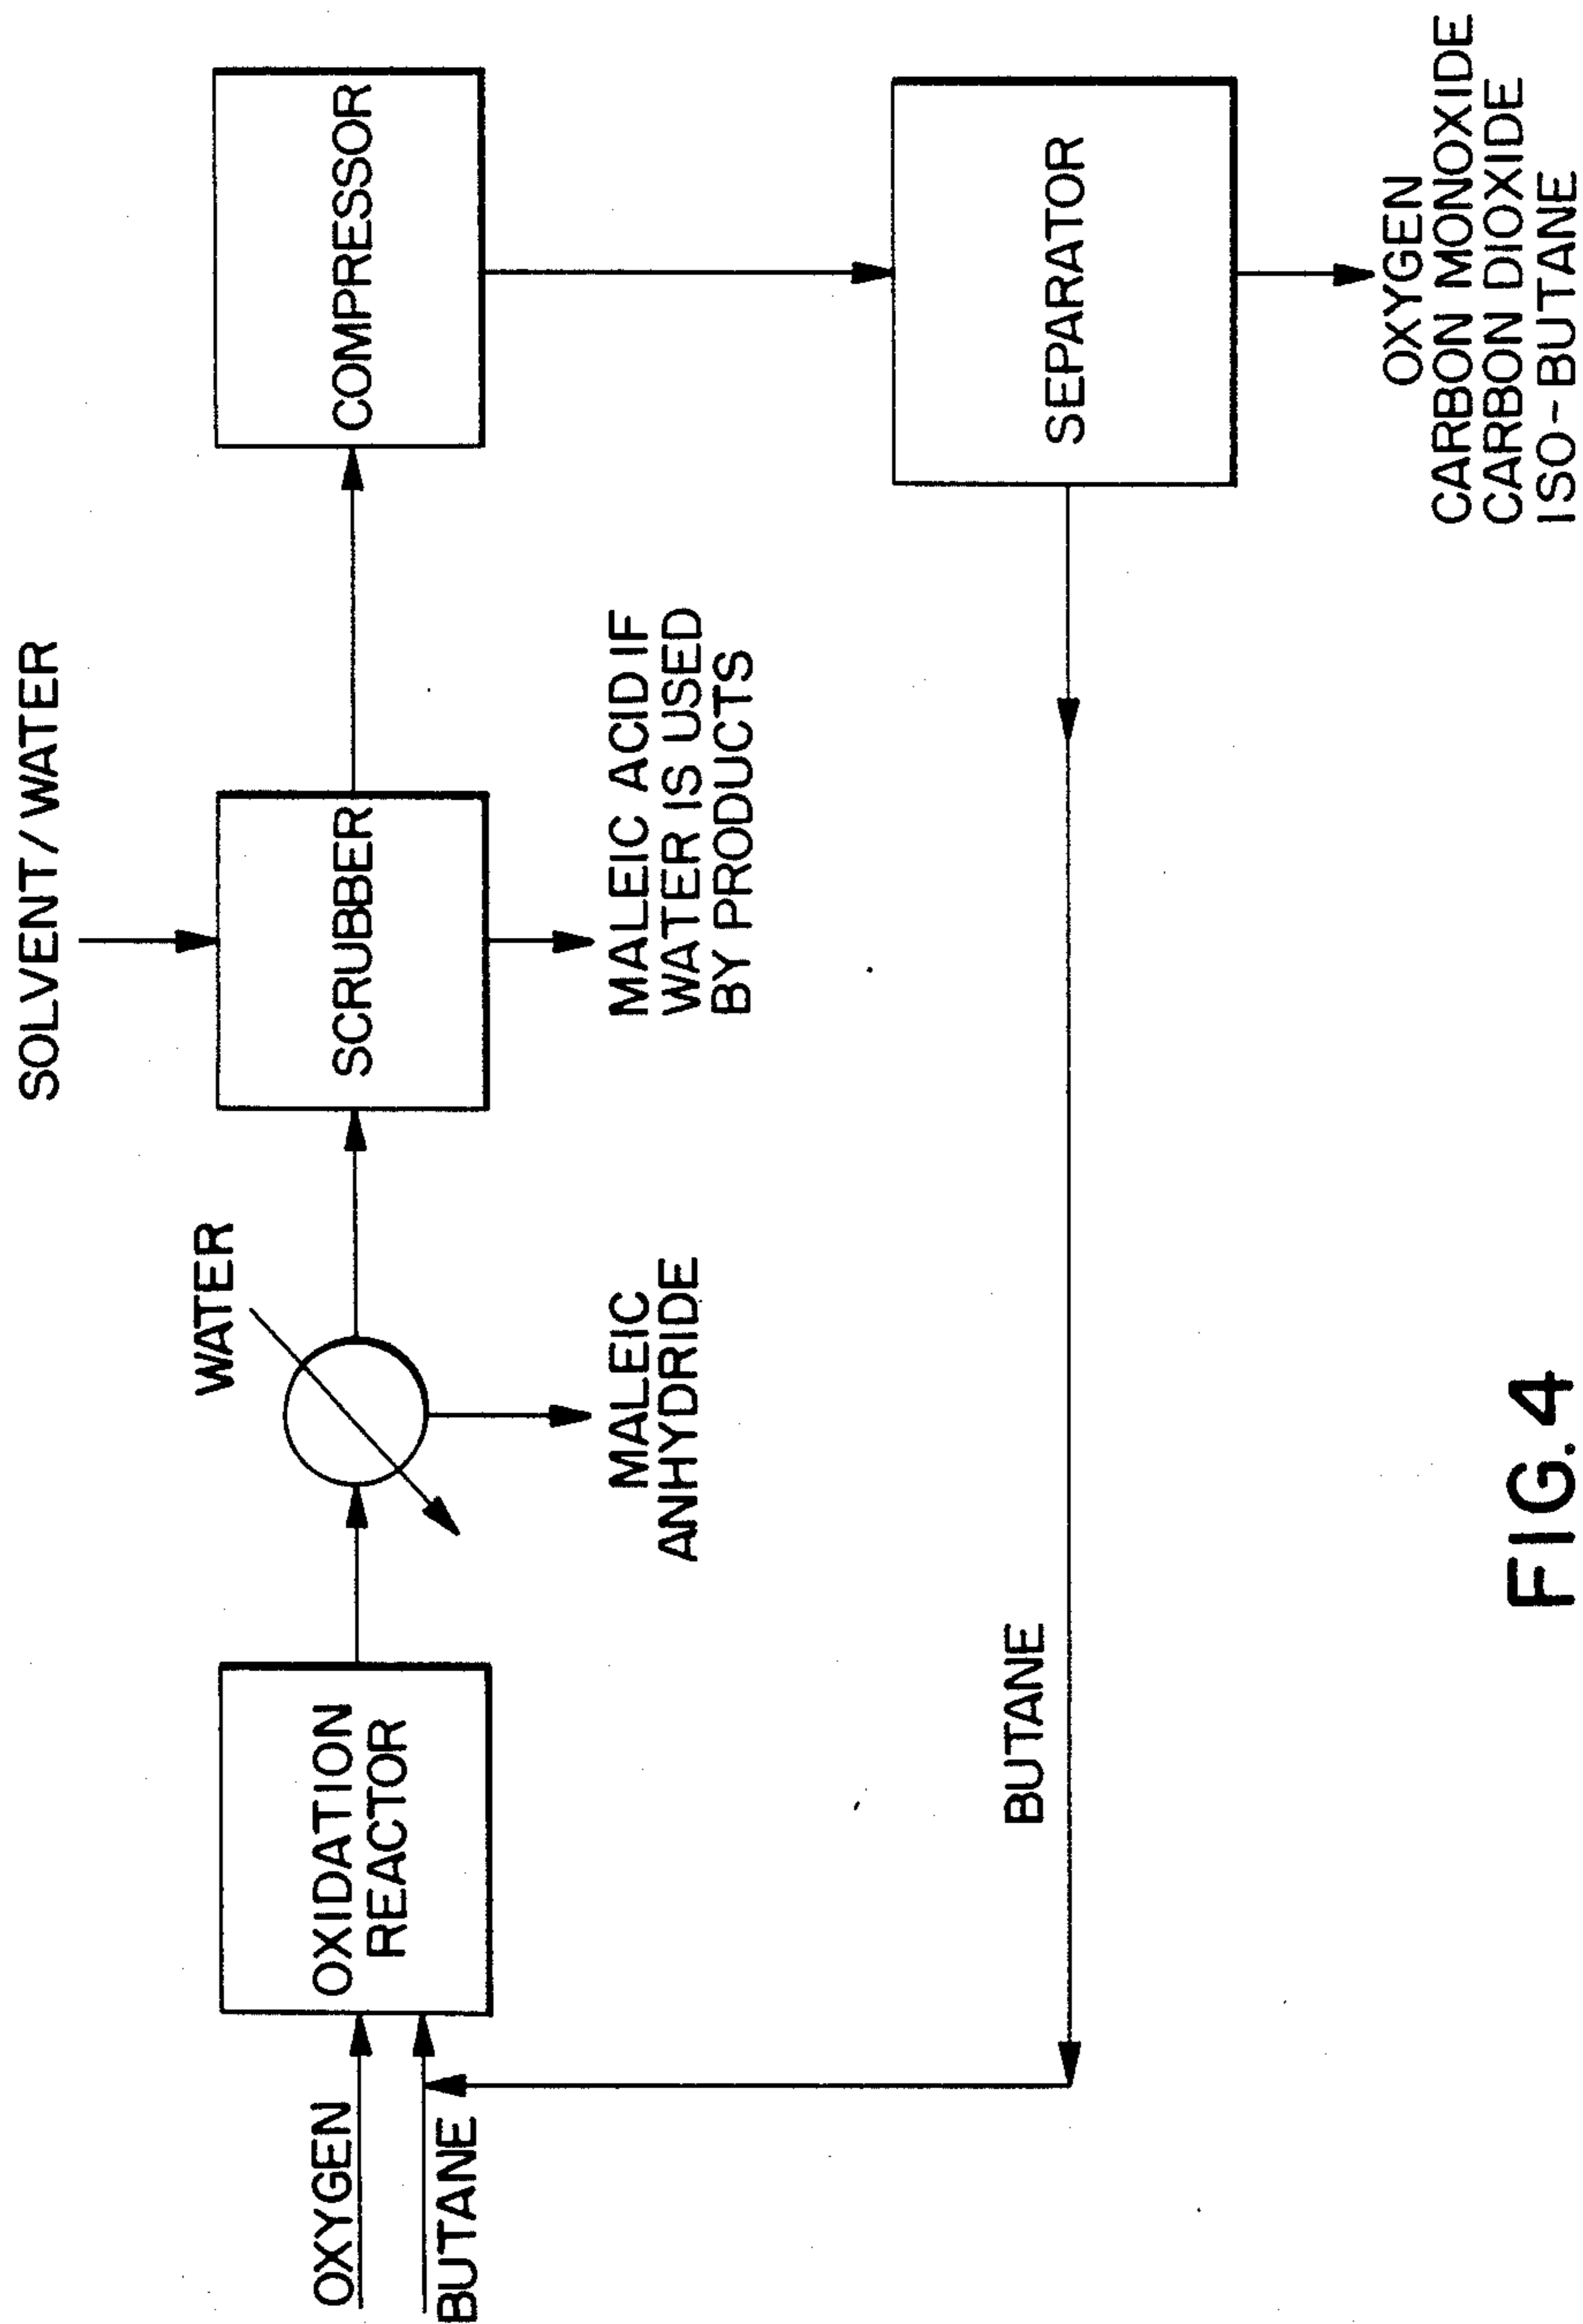 SOLVENT/WATER
WATER
OXYGEN
BUTANE
OXIDATION
REACTOR
SCRUBBER
COMPRESSOR
MALEIC
ANHYDRIDE
MALEIC ACID IF
WATER IS USED
BY PRODUCTS
BUTANE
SEPARATOR
OXYGEN
CARBON MONOXIDE
CARBON DIOXIDE
ISO-BUTANE
FIG. 4